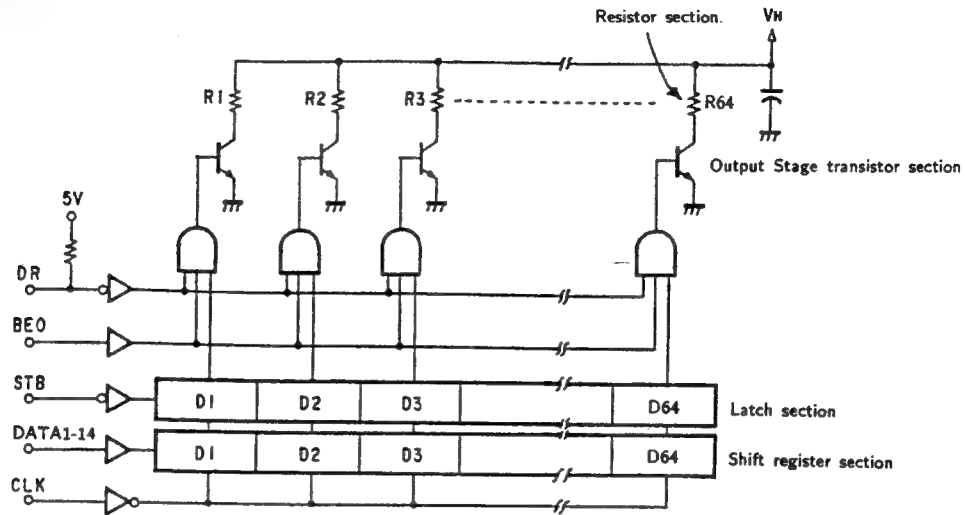 Resistor section.
VH
R1
R2
R3
R64
Output Stage transistor section
5V
DR
BEO
STB
D1 D2 D3 D64
Latch section
DATA1-14
D1 D2 D3 D64
Shift register section
CLK